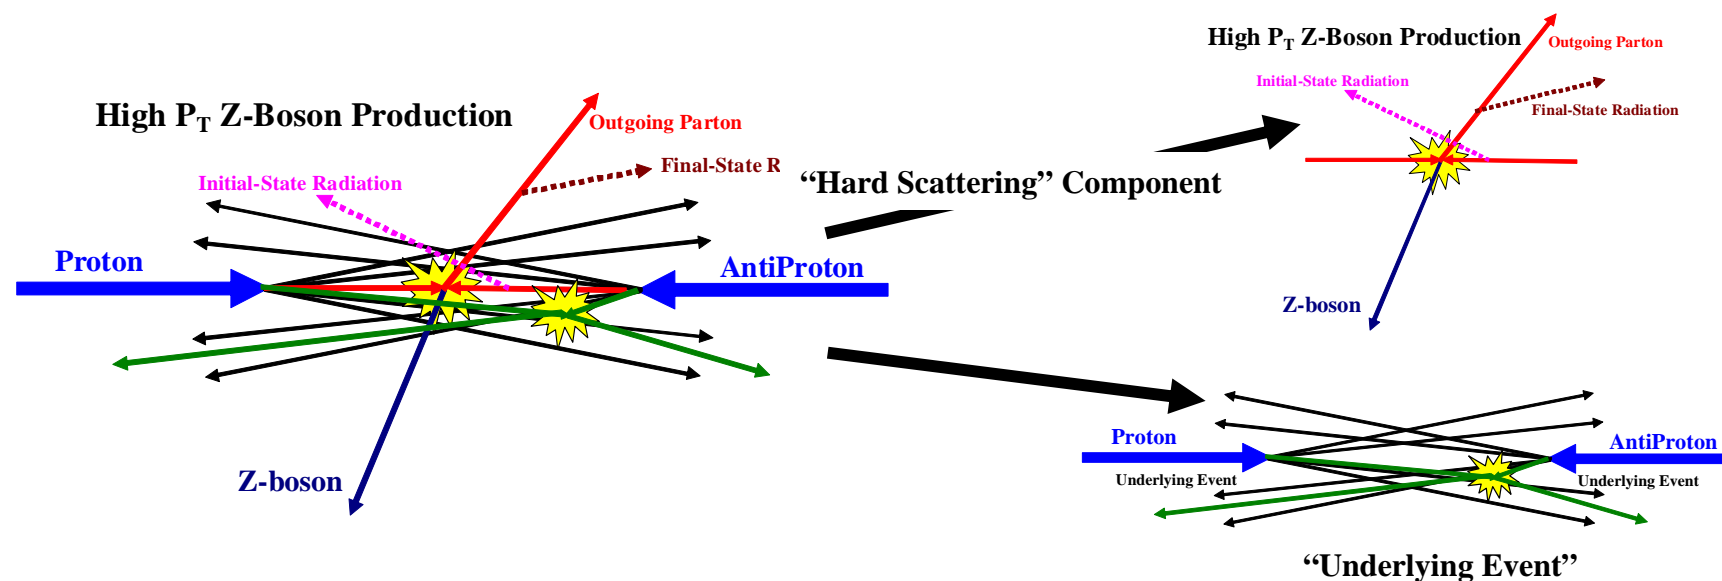 High PT Z-Boson Production
Outgoing Parton
Final-State R
Initial-State Radiation
Proton
AntiProton
Z-boson
“Hard Scattering” Component
High PT Z-Boson Production
Outgoing Parton
Initial-State Radiation
Final-State Radiation
Z-boson
Proton
AntiProton
Underlying Event
Underlying Event
“Underlying Event”